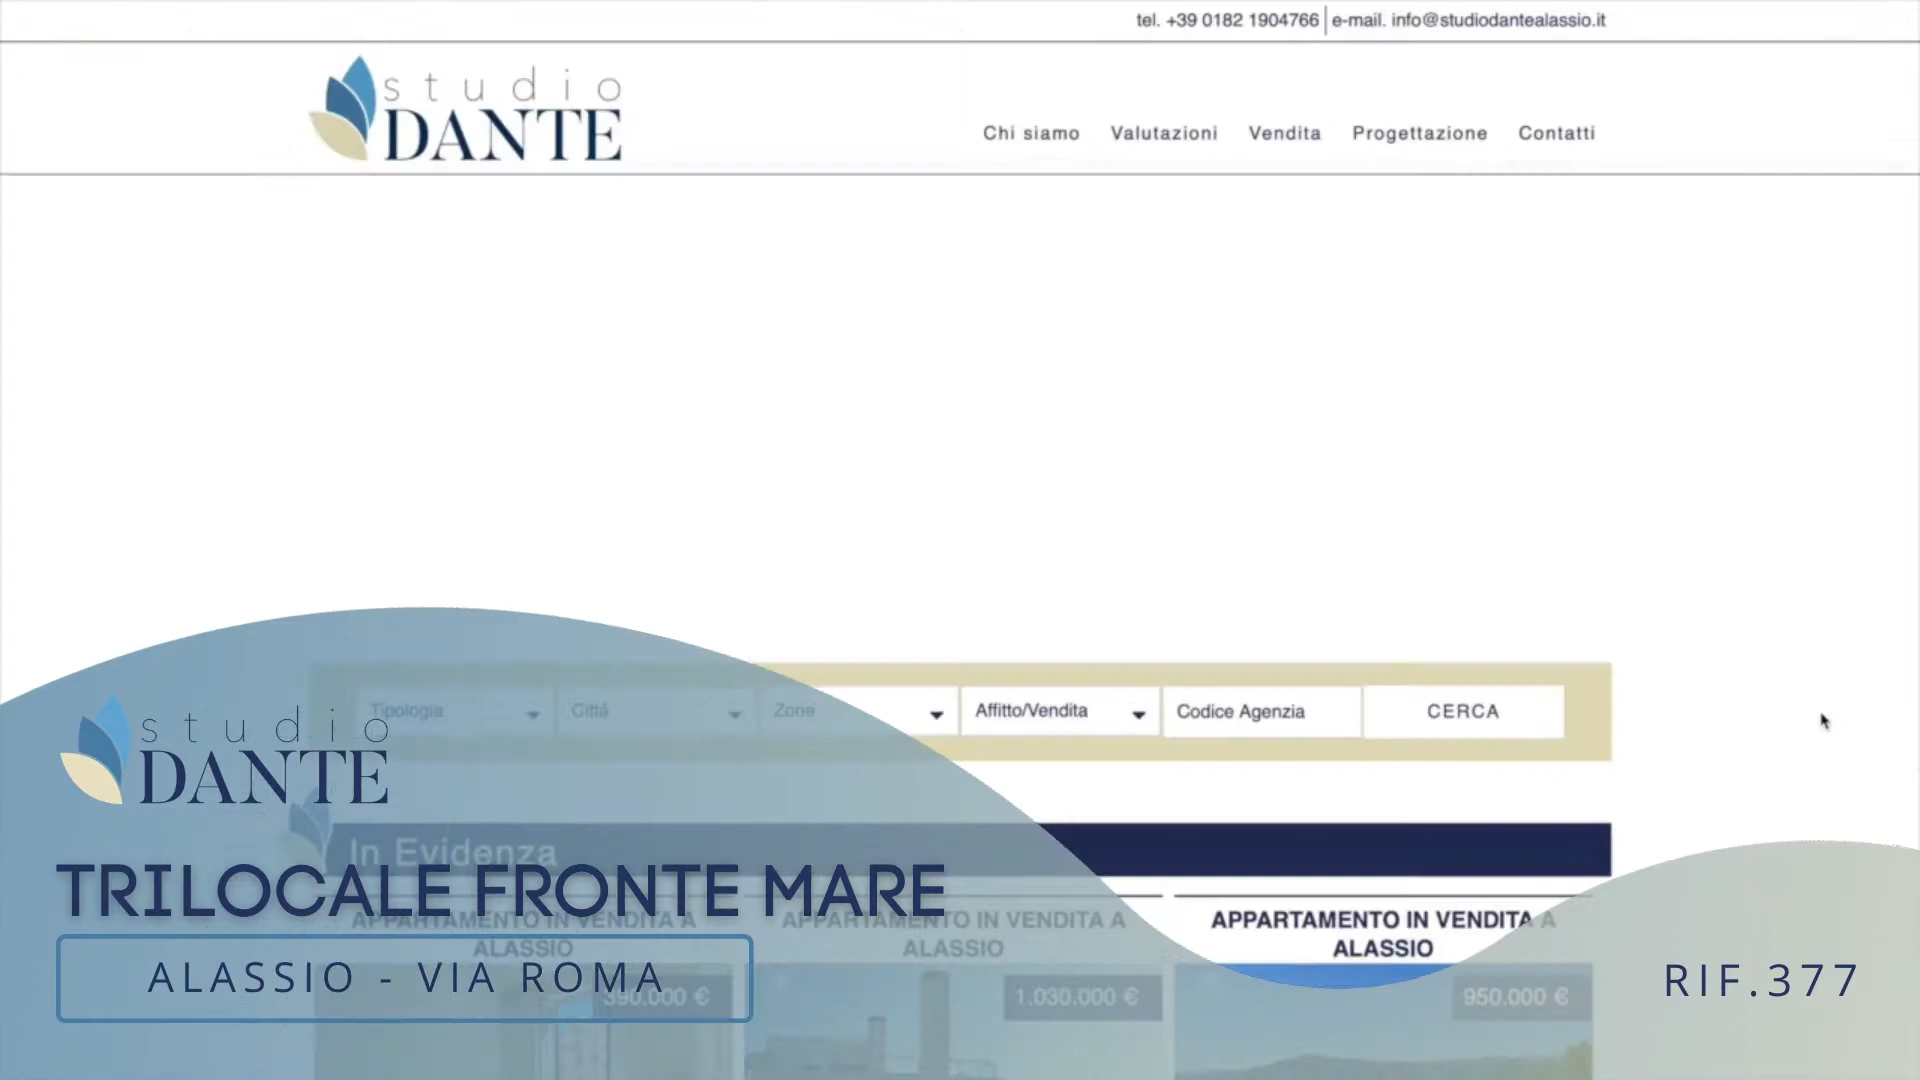 tel. +39 0182 1904766 | e-mail. info@studiodantealassio.it
studio
DANTE
Chi siamo Valutazioni Vendita Progettazione Contatti
Tipologia Città Zone Affitto/Vendita Codice Agenzia CERCA
studio
DANTE
In Evidenza
TRILOCALE FRONTE MARE
APPARTAMENTO IN VENDITA A
ALASSIO
APPARTAMENTO IN VENDITA A
ALASSIO
APPARTAMENTO IN VENDITA A
ALASSIO
ALASSIO - VIA ROMA
390.000 €
1.030.000 €
950.000 €
RIF.377